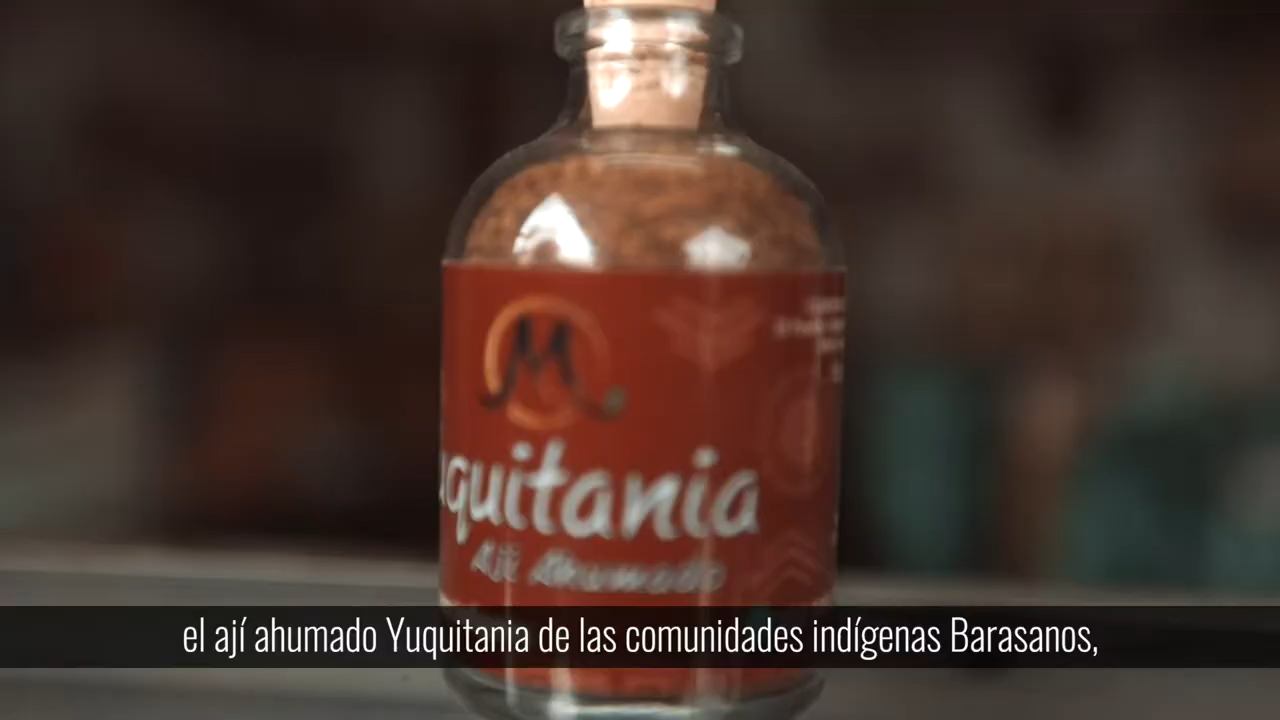 M
uquitania
Ají Ahumado
el ají ahumado Yuquitania de las comunidades indígenas Barasanos,